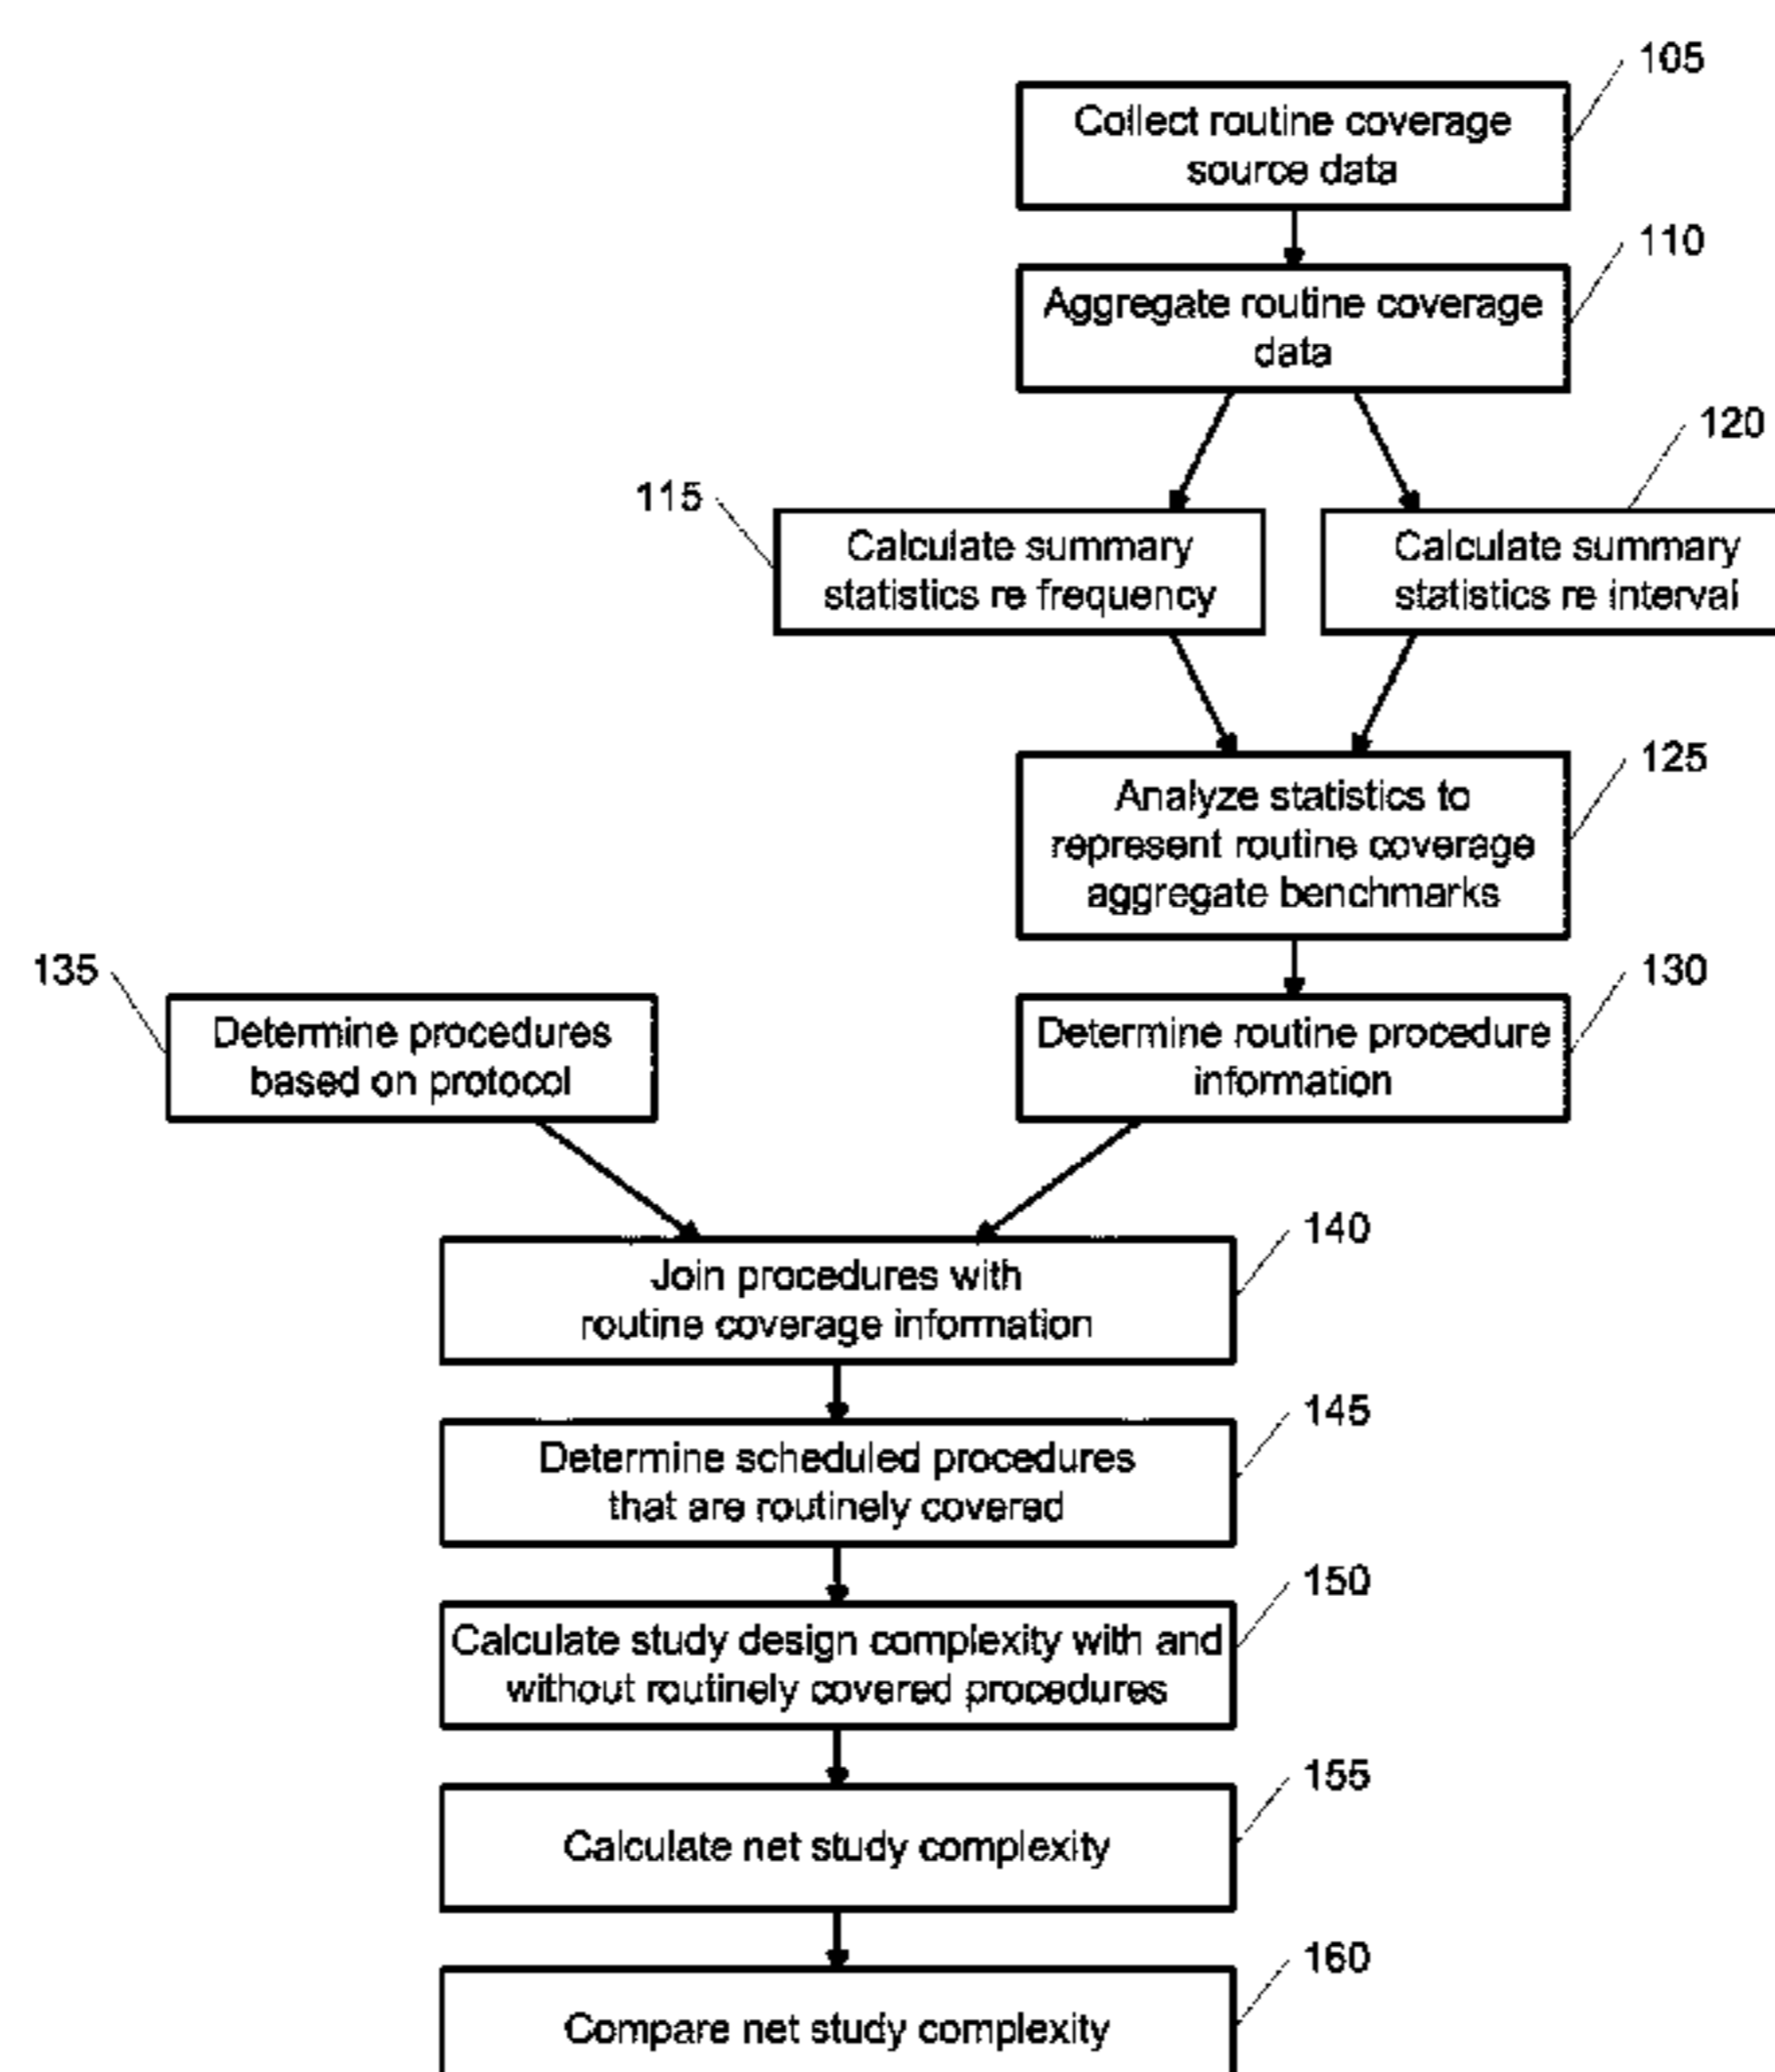 105
Collect routine coverage
source data
110
Aggregate routine coverage
data
120
115
Calculate summary
statistics re frequency
Calculate summary
statistics re interval
125
Analyze statistics to
represent routine coverage
aggregate benchmarks
135
130
Determine procedures
based on protocol
Determine routine procedure
information
140
Join procedures with
routine coverage information
145
Determine scheduled procedures
that are routinely covered
150
Calculate study design complexity with and
without routinely covered procedures
155
Calculate net study complexity
160
Compare net study complexity